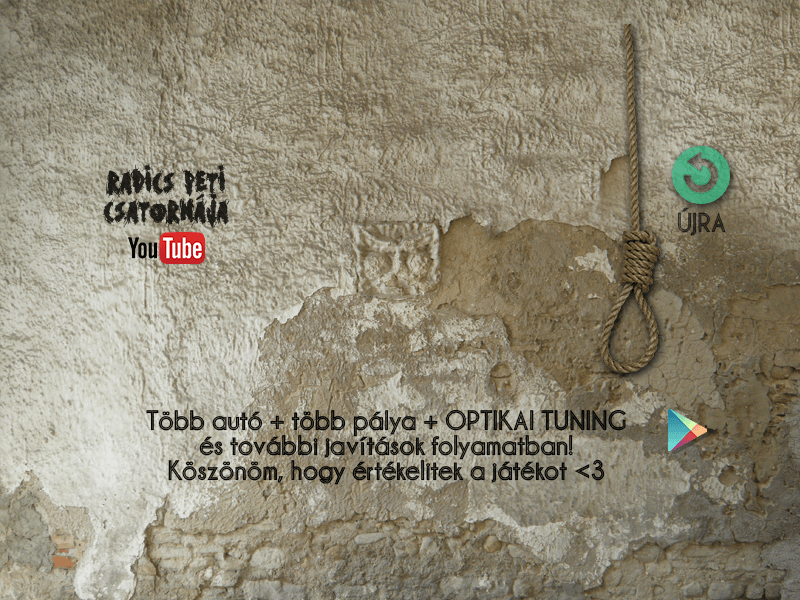 RADICS PETI
CSATORNÁJA
YouTube
ÚJRA
Több autó + több pálya + OPTIKAI TUNING
és további javítások folyamatban!
Köszönöm, hogy értékelitek a játékot <3